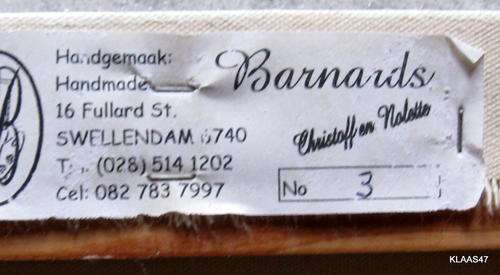 Handgemaak:
Handmade
Barnards
16 Fullard St.
Christoff en Nolette
SWELLENDAM 6740
(028) 514 1202
Cel: 082 783 7997
No 3
KLAAS47